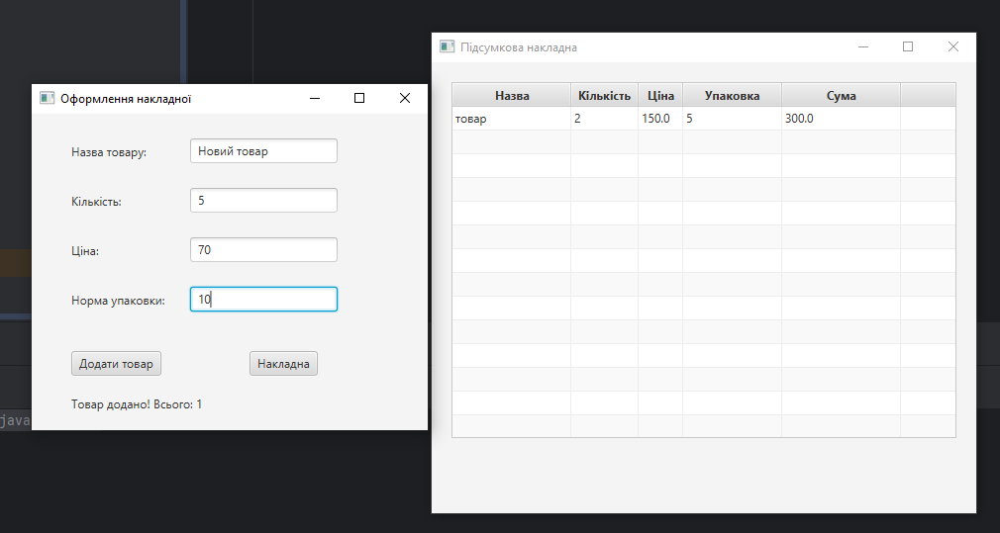 Оформлення накладної
Назва товару: Новий товар
Кількість: 5
Ціна: 70
Норма упаковки: 10
Додати товар Накладна
Товар додано! Всього: 1
java
Підсумкова накладна
Назва Кількість Ціна Упаковка Сума
товар 2 150.0 5 300.0